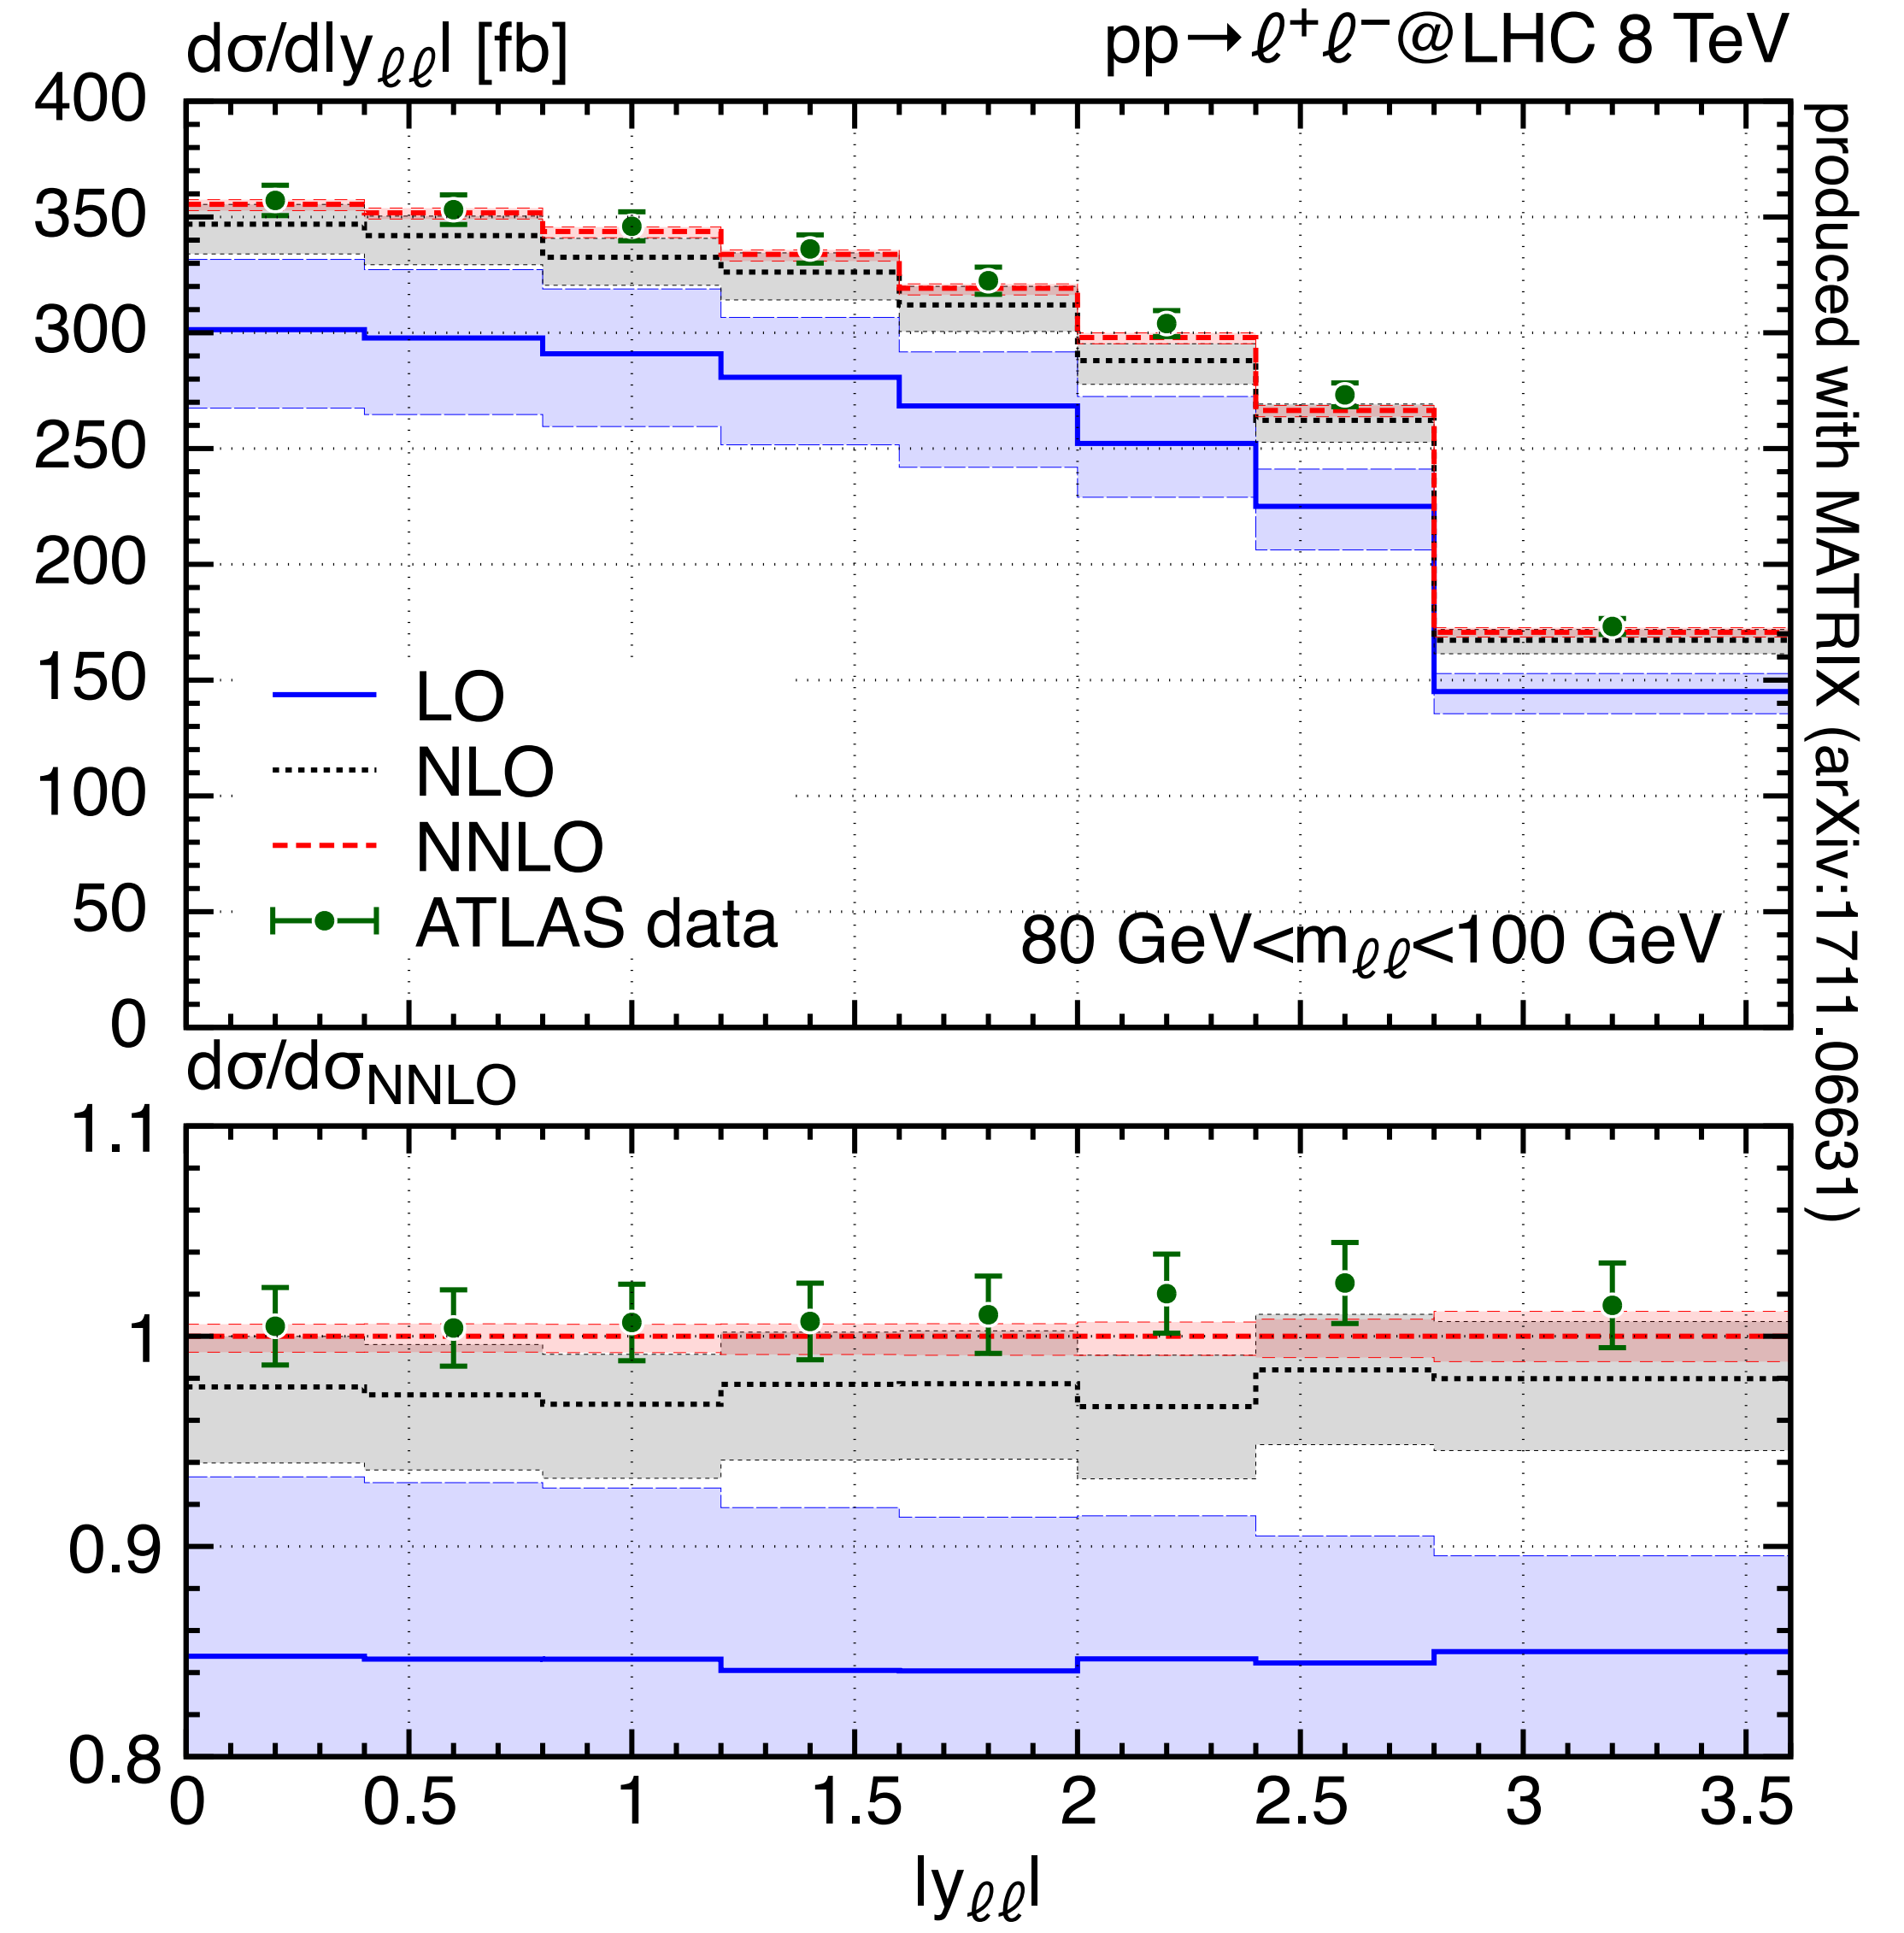 dσ/d|yℓℓ| [fb]
pp→ℓ+ℓ−@LHC 8 TeV
400
350
300
250
200
150
100
50
0
LO
NLO
NNLO
ATLAS data
80 GeV<mℓℓ<100 GeV
produced with MATRIX (arXiv:1711.06631)
dσ/dσNNLO
1.1
1
0.9
0.8
0 0.5 1 1.5 2 2.5 3 3.5
|yℓℓ|